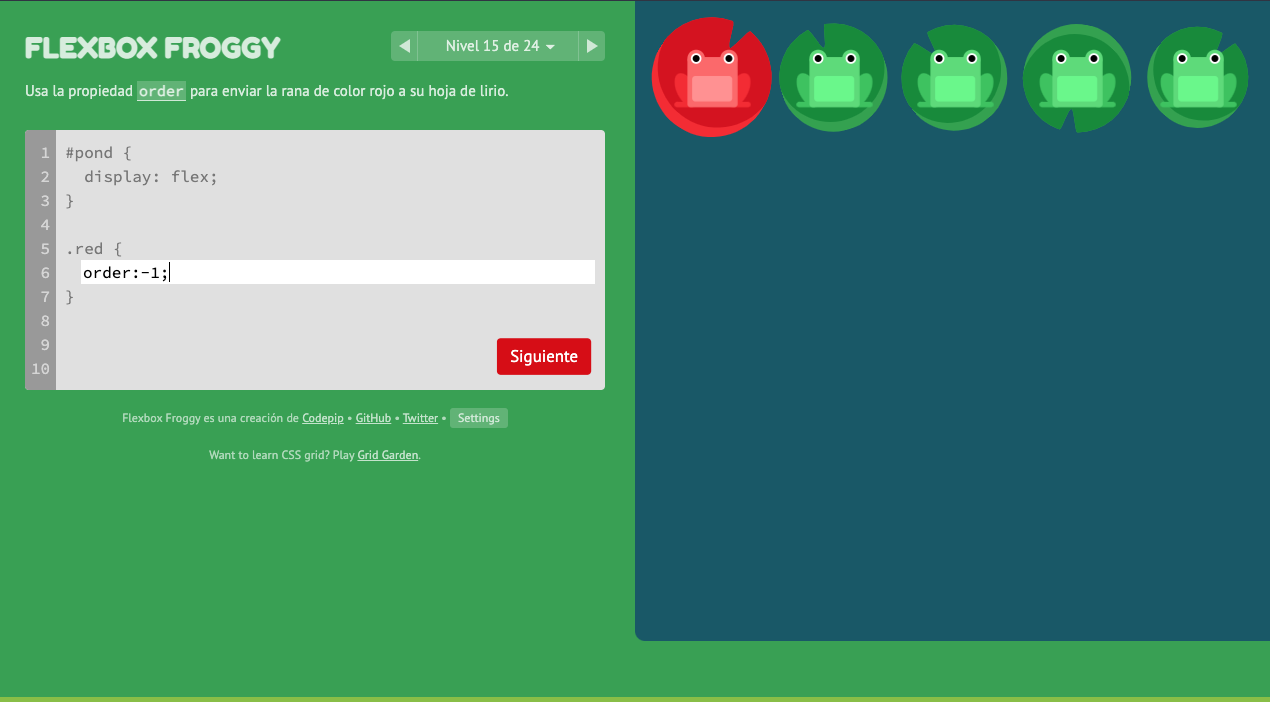 FLEXBOX FROGGY
Nivel 15 de 24
Usa la propiedad order para enviar la rana de color rojo a su hoja de lirio.
1 #pond {
2 display: flex;
3 }
4
5 .red {
6 order:-1;
7 }
8
9
10
Siguiente
Flexbox Froggy es una creación de Codepip • GitHub • Twitter • Settings
Want to learn CSS grid? Play Grid Garden.